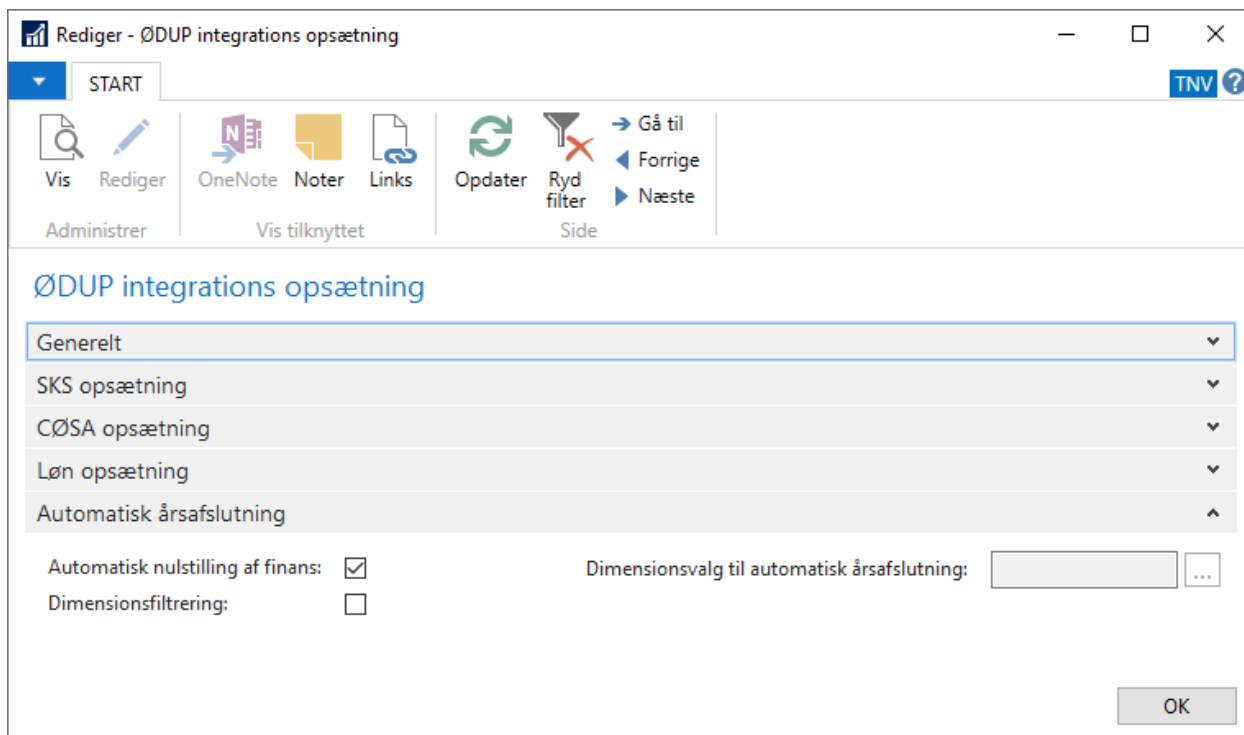 Rediger - ØDUP integrations opsætning
START
TNV
?
Vis
Rediger
Administrer
OneNote
Noter
Links
Vis tilknyttet
Opdater
Ryd
filter
Gå til
Forrige
Næste
Side
ØDUP integrations opsætning
Generelt
SKS opsætning
CØSA opsætning
Løn opsætning
Automatisk årsafslutning
Automatisk nulstilling af finans:
Dimensionsvalg til automatisk årsafslutning:
...
Dimensionsfiltrering:
OK